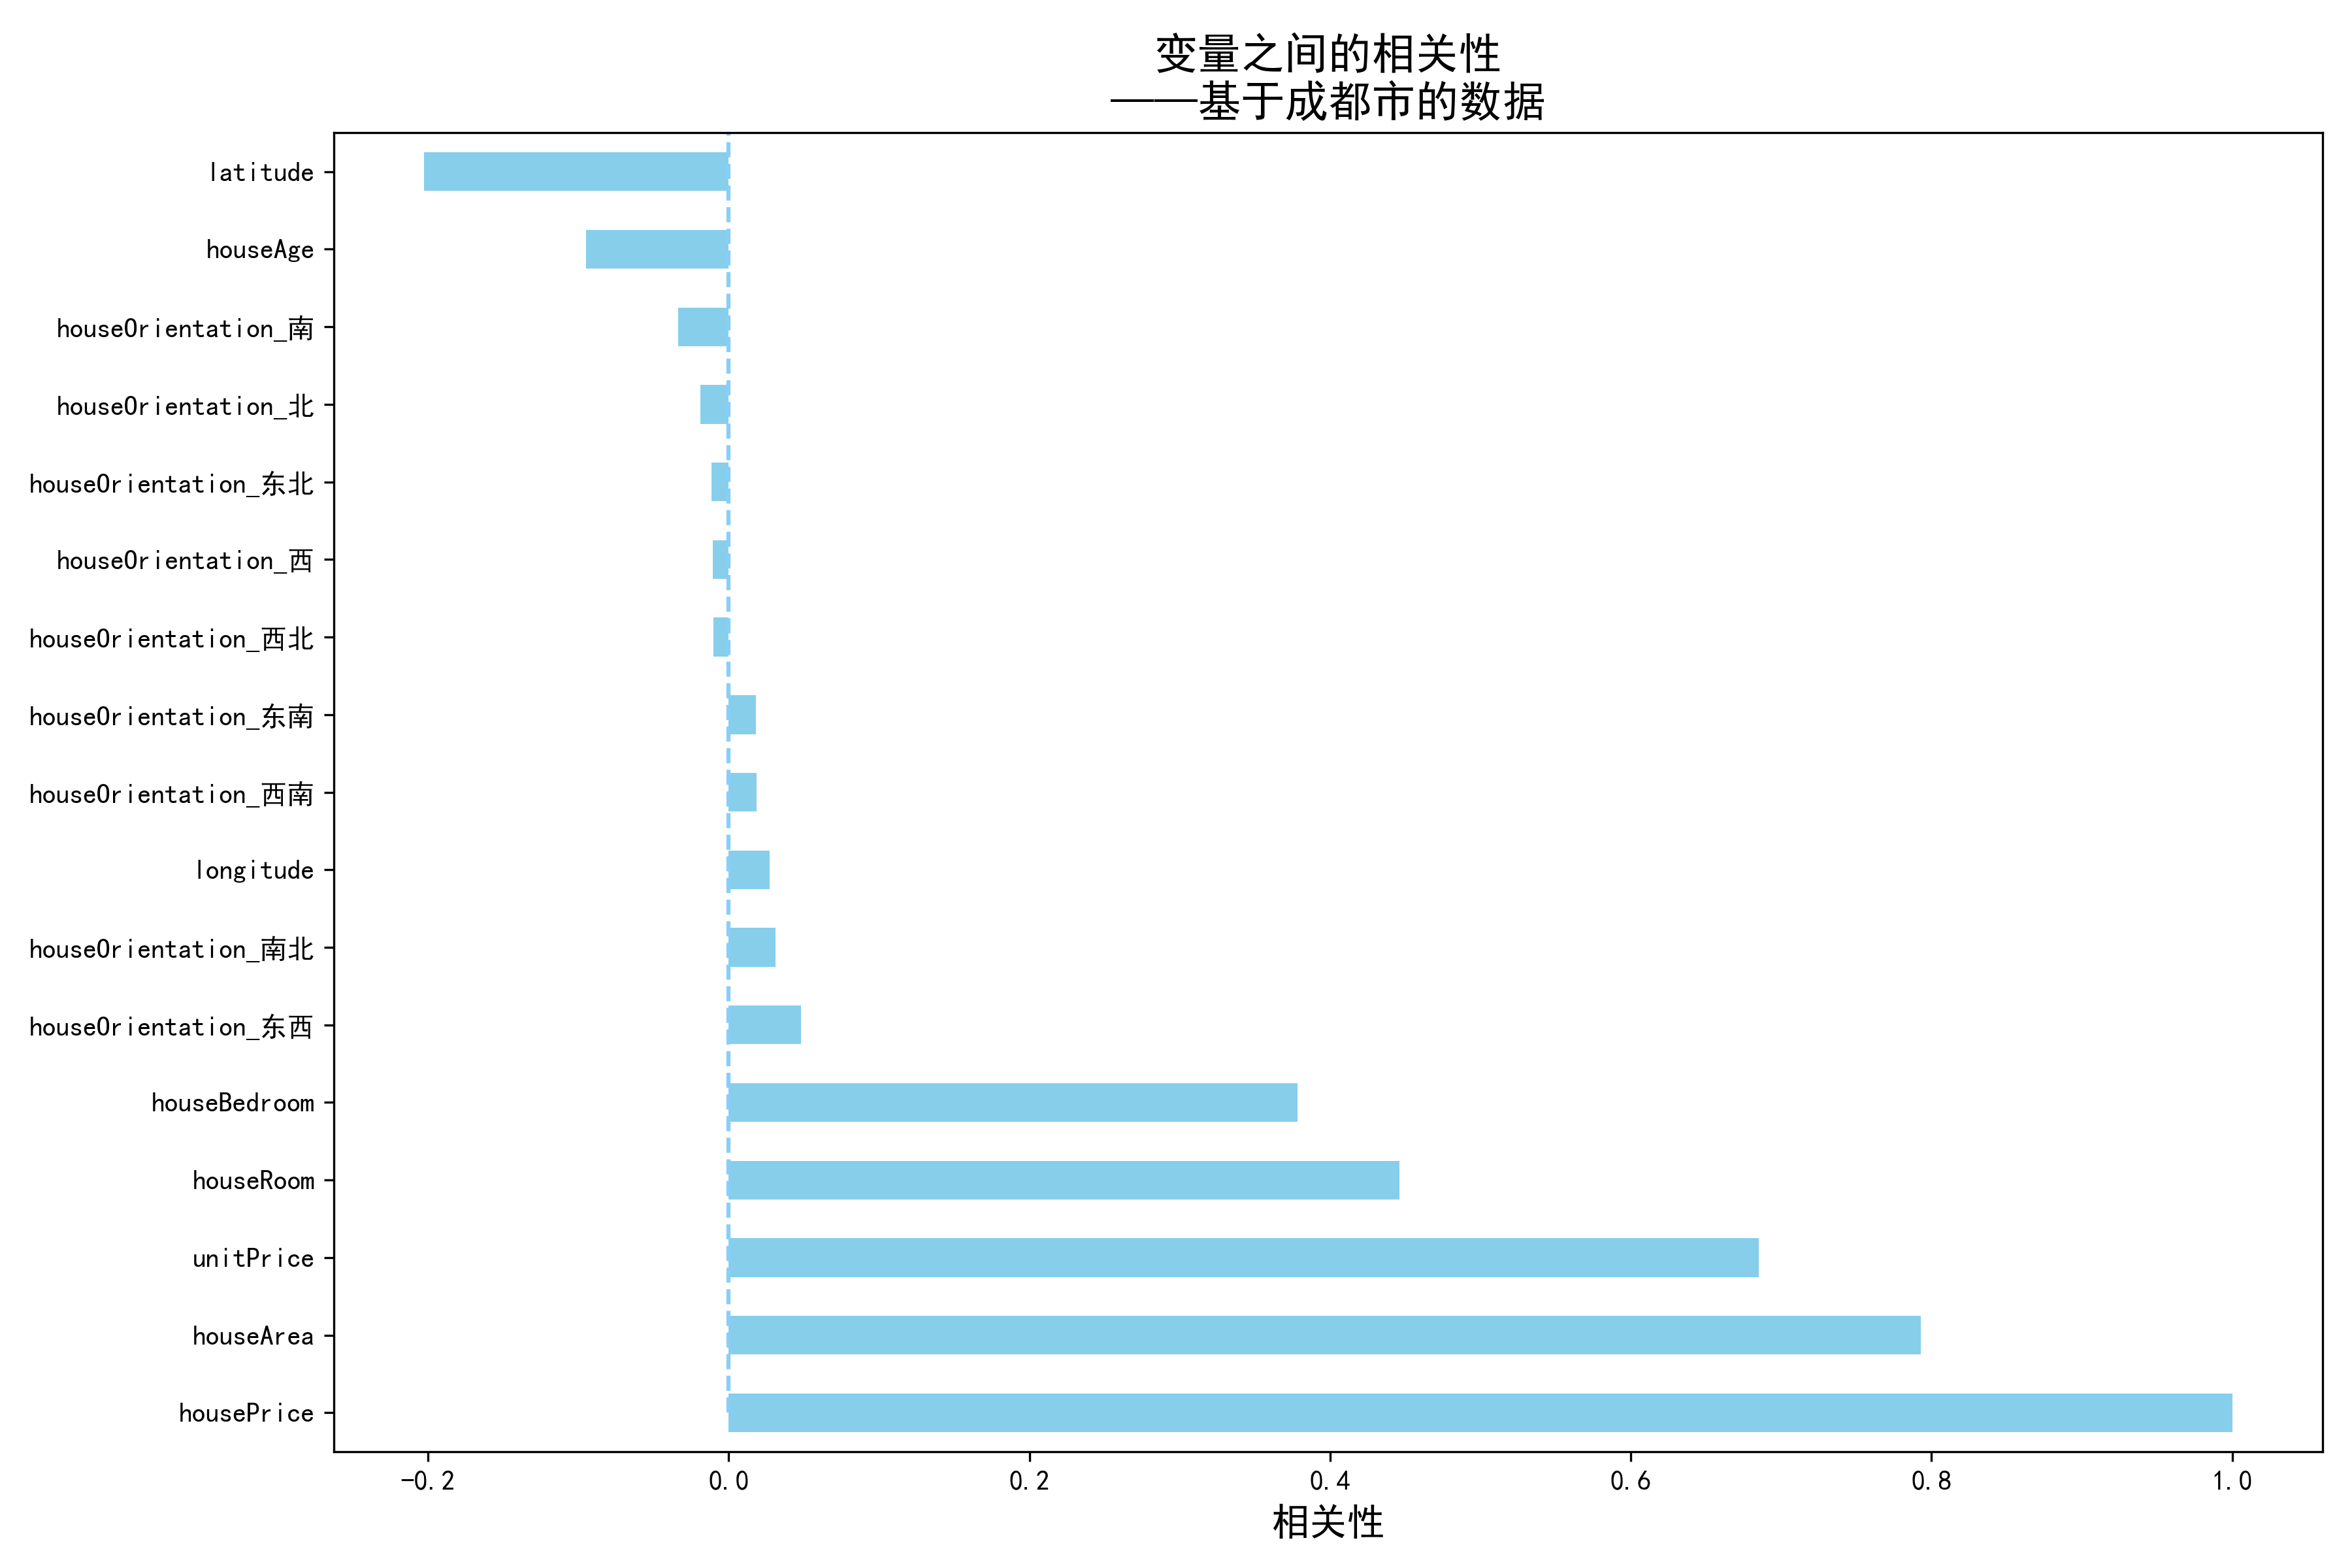 变量之间的相关性
——基于成都市的数据
latitude
houseAge
houseOrientation_南
houseOrientation_北
houseOrientation_东北
houseOrientation_西
houseOrientation_西北
houseOrientation_东南
houseOrientation_西南
longitude
houseOrientation_南北
houseOrientation_东西
houseBedroom
houseRoom
unitPrice
houseArea
housePrice
-0.2 0.0 0.2 0.4 0.6 0.8 1.0
相关性